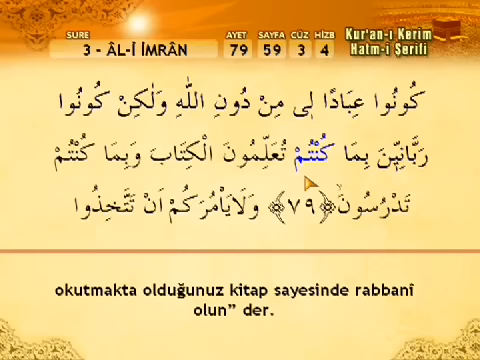 SURE AYET SAYFA CÜZ HİZB Kur'an-ı Kerim
3 - ÂL-İ İMRÂN 79 59 3 4 Hatm-i Şerifi
كُونُوا عِبَادًا لِى مِنْ دُونِ اللّٰهِ وَلٰكِنْ كُونُوا
رَبَّانِيّٖنَ بِمَا كُنْتُمْ تُعَلِّمُونَ الْكِتَابَ وَبِمَا كُنْتُمْ
تَدْرُسُونَۙ ﴿٧٩﴾ وَلَايَاْمُرَكُمْ اَنْ تَتَّخِذُوا
okutmakta olduğunuz kitap sayesinde rabbanî
olun” der.